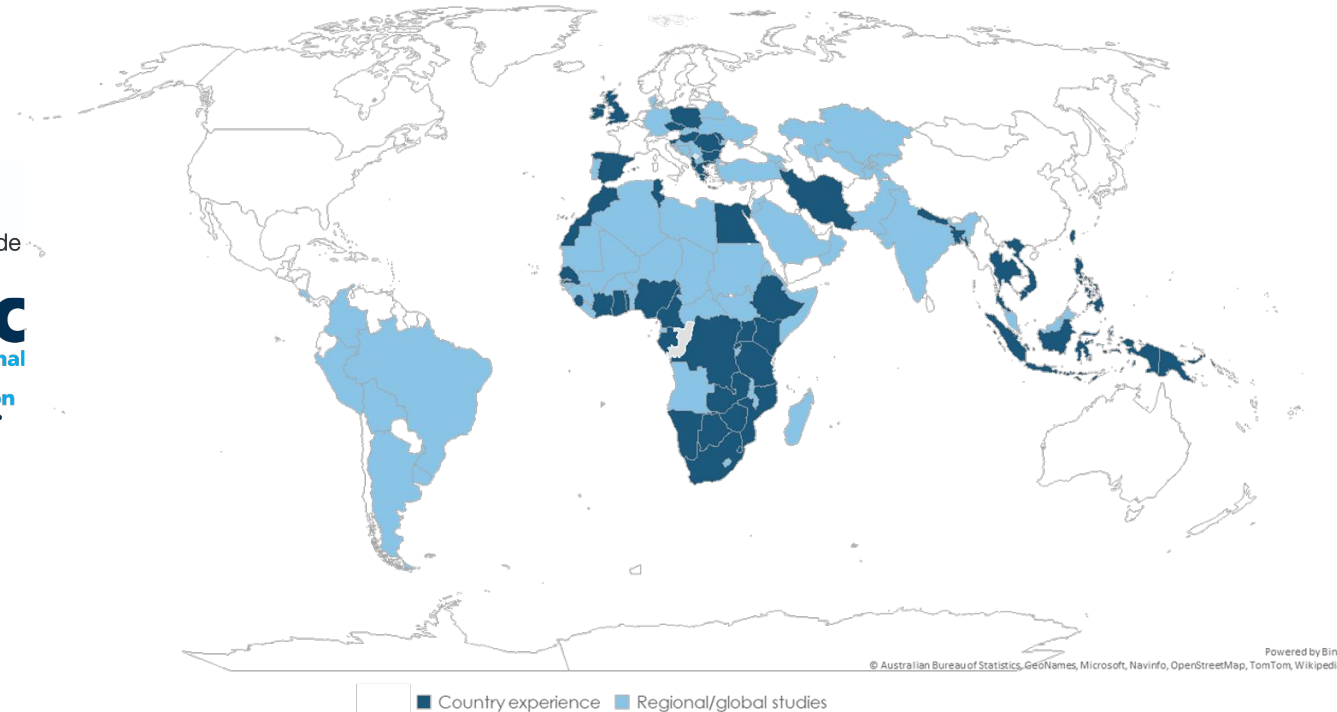 de
c
nal
n
Powered by Bin
© Australian Bureau of Statistics, GeoNames, Microsoft, Navinfo, OpenStreetMap, TomTom, Wikipedi
Country experience Regional/global studies